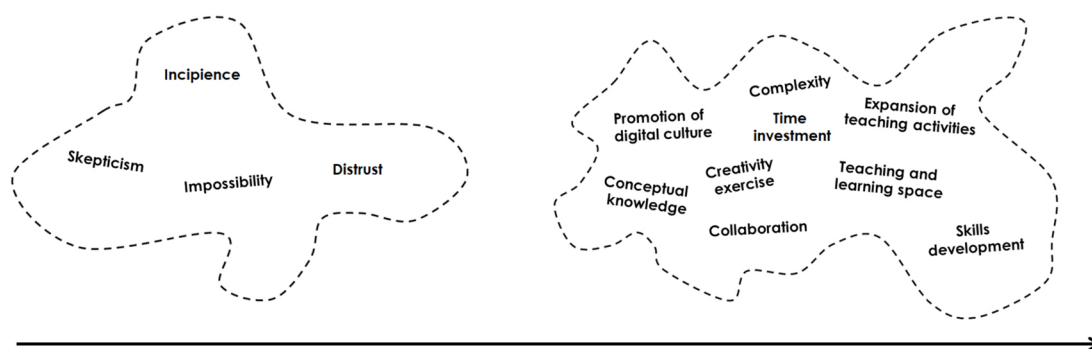 Incipience
Skepticism
Impossibility
Distrust
Complexity
Promotion of
digital culture
Time
investment
Expansion of
teaching activities
Creativity
exercise
Teaching and
learning space
Conceptual
knowledge
Collaboration
Skills
development